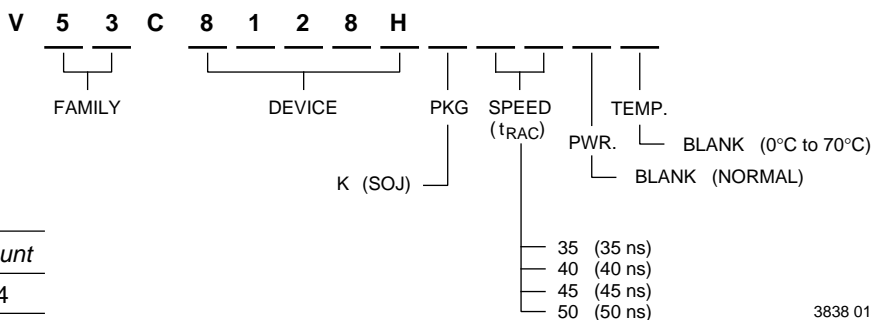 V 5 3 C 8 1 2 8 H
FAMILY DEVICE PKG SPEED TEMP.
(tRAC) PWR.
BLANK (0°C to 70°C)
K (SOJ) BLANK (NORMAL)
unt
4
35 (35 ns)
40 (40 ns)
45 (45 ns)
50 (50 ns)
3838 01